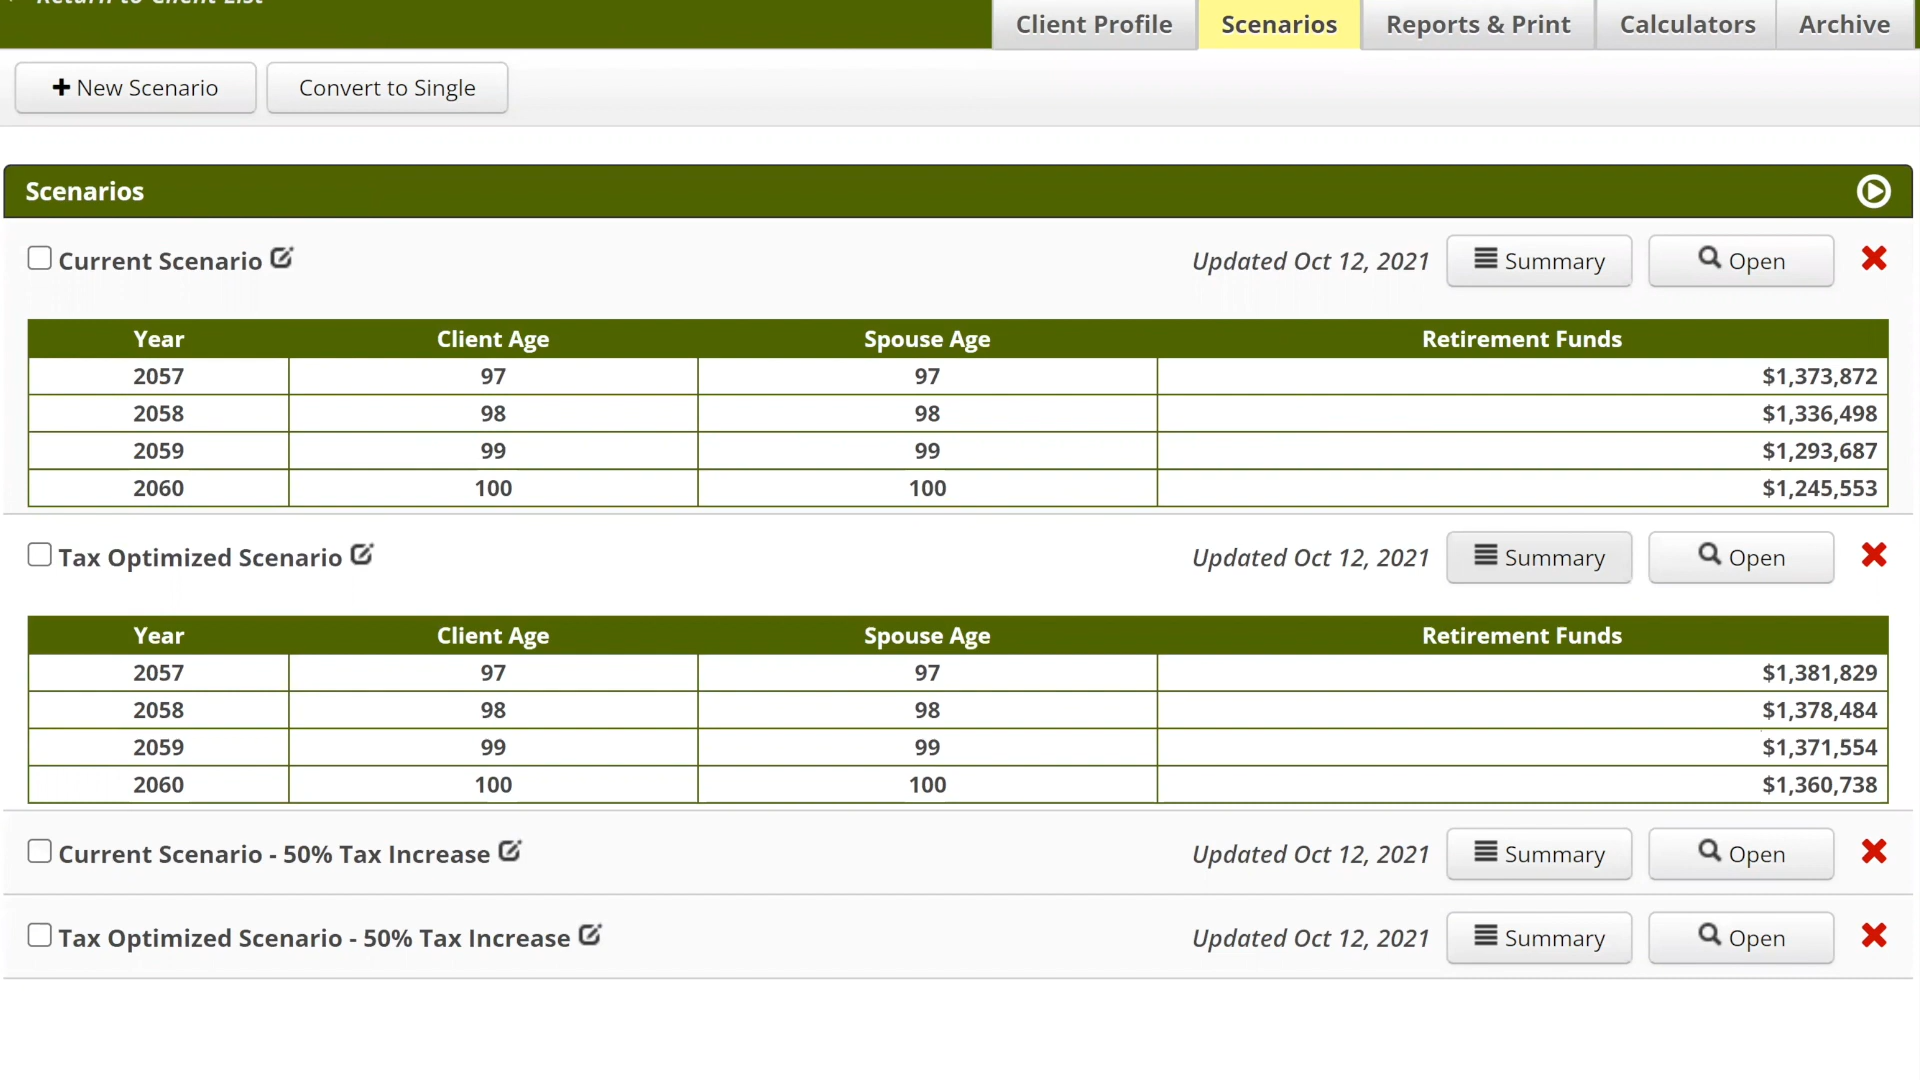 Return to Client List
Client Profile Scenarios Reports & Print Calculators Archive
New Scenario Convert to Single
Scenarios
Current Scenario Updated Oct 12, 2021 Summary Open
Year Client Age Spouse Age Retirement Funds
2057 97 97 $1,373,872
2058 98 98 $1,336,498
2059 99 99 $1,293,687
2060 100 100 $1,245,553
Tax Optimized Scenario Updated Oct 12, 2021 Summary Open
Year Client Age Spouse Age Retirement Funds
2057 97 97 $1,381,829
2058 98 98 $1,378,484
2059 99 99 $1,371,554
2060 100 100 $1,360,738
Current Scenario - 50% Tax Increase Updated Oct 12, 2021 Summary Open
Tax Optimized Scenario - 50% Tax Increase Updated Oct 12, 2021 Summary Open